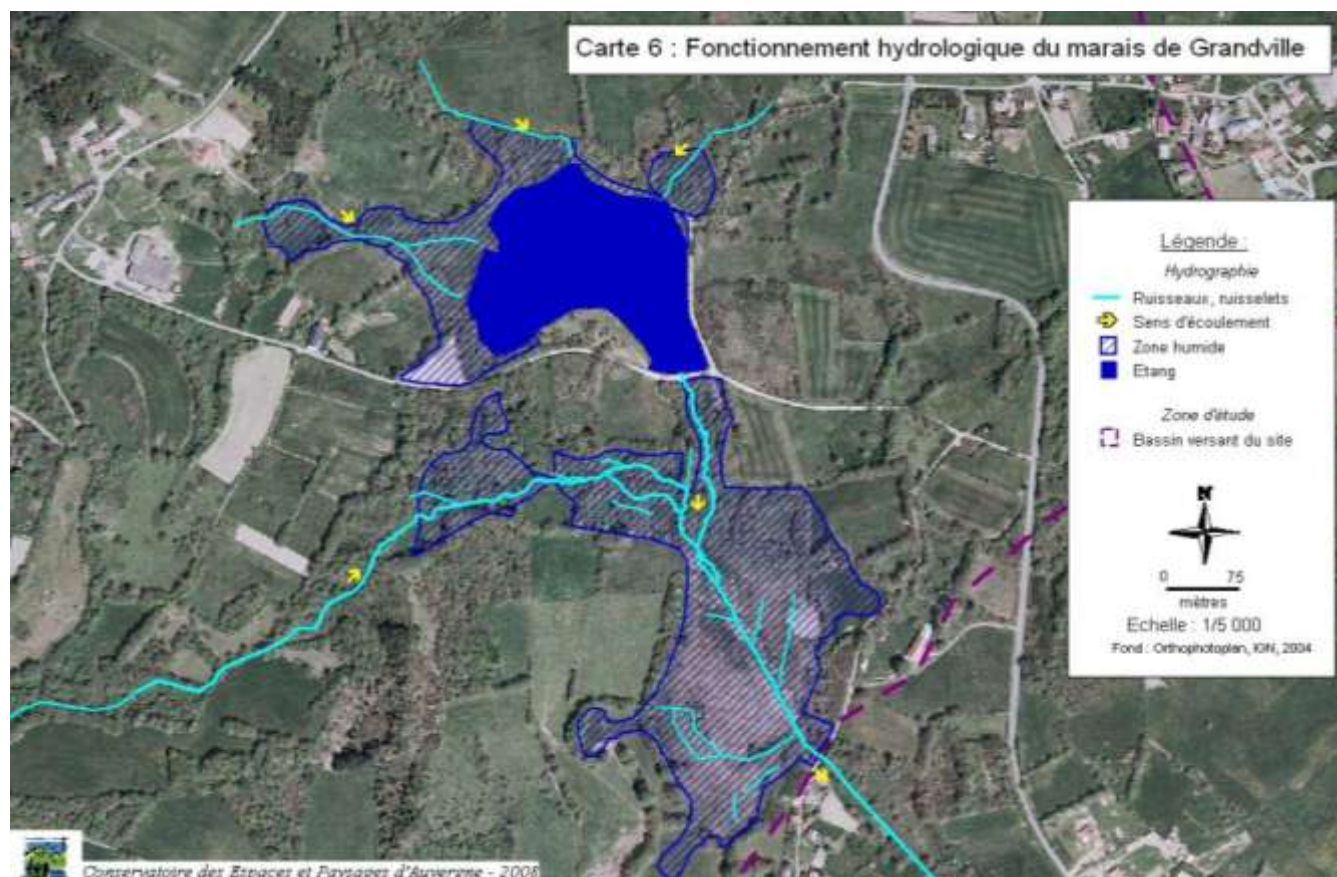 Carte 6 : Fonctionnement hydrologique du marais de Grandville
Légende :
Hydrographie
Ruisseaux, ruisselets
Sens d'écoulement
Zone humide
Etang
Zone d'étude
Bassin versant du site
N
0 75
mètres
Echelle : 1/5 000
Fond : Orthophotoplan, IGN, 2004
Conservatoire des Espaces et Paysages d'Auvergne - 2008